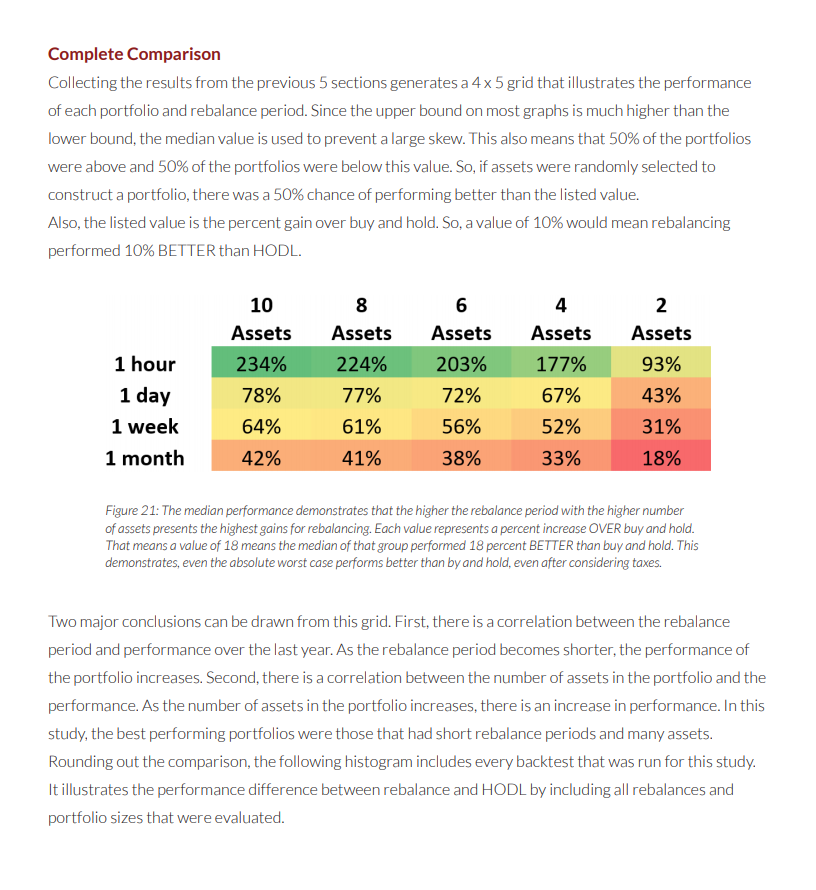 Complete Comparison
Collecting the results from the previous 5 sections generates a 4 x 5 grid that illustrates the performance
of each portfolio and rebalance period. Since the upper bound on most graphs is much higher than the
lower bound, the median value is used to prevent a large skew. This also means that 50% of the portfolios
were above and 50% of the portfolios were below this value. So, if assets were randomly selected to
construct a portfolio, there was a 50% chance of performing better than the listed value.
Also, the listed value is the percent gain over buy and hold. So, a value of 10% would mean rebalancing
performed 10% BETTER than HODL.
10 8 6 4 2
Assets Assets Assets Assets Assets
1 hour 234% 224% 203% 177% 93%
1 day 78% 77% 72% 67% 43%
1 week 64% 61% 56% 52% 31%
1 month 42% 41% 38% 33% 18%
Figure 21: The median performance demonstrates that the higher the rebalance period with the higher number
of assets presents the highest gains for rebalancing. Each value represents a percent increase OVER buy and hold.
That means a value of 18 means the median of that group performed 18 percent BETTER than buy and hold. This
demonstrates, even the absolute worst case performs better than by and hold, even after considering taxes.
Two major conclusions can be drawn from this grid. First, there is a correlation between the rebalance
period and performance over the last year. As the rebalance period becomes shorter, the performance of
the portfolio increases. Second, there is a correlation between the number of assets in the portfolio and the
performance. As the number of assets in the portfolio increases, there is an increase in performance. In this
study, the best performing portfolios were those that had short rebalance periods and many assets.
Rounding out the comparison, the following histogram includes every backtest that was run for this study.
It illustrates the performance difference between rebalance and HODL by including all rebalances and
portfolio sizes that were evaluated.